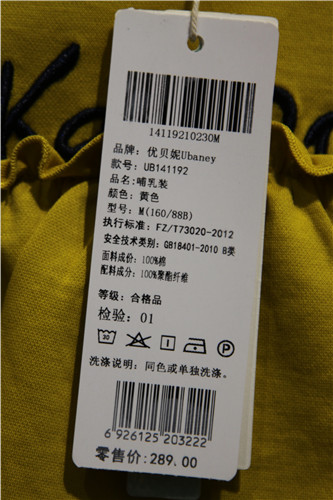 14119210230M
品牌: 优贝妮Ubaney
款号: UB141192
品名: 哺乳装
颜色: 黄色
型号: M(160/88B)
执行标准: FZ/T73020-2012
安全技术类别: GB18401-2010 B类
面料成份: 100%棉
配料成分: 100%聚酯纤维
等级: 合格品
检验: 01
洗涤说明: 同色或单独洗涤。
6 926125 203222
零售价:289.00